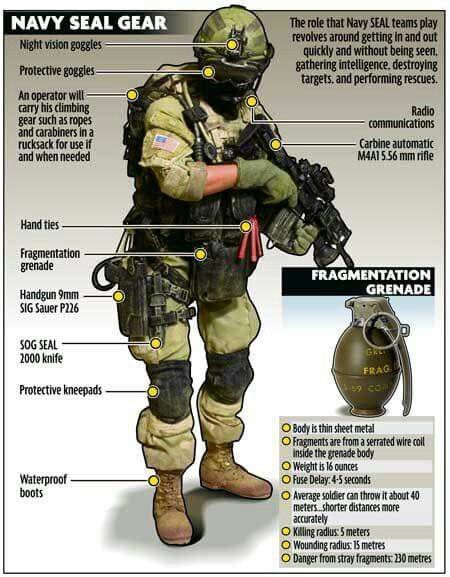 NAVY SEAL GEAR
The role that Navy SEAL teams play
revolves around getting in and out
quickly and without being seen,
gathering intelligence, destroying
targets, and performing rescues.
Night vision goggles
Protective goggles
An operator will
carry his climbing
gear such as ropes
and carabiners in a
rucksack for use if
and when needed
Radio
communications
Carbine automatic
M4A1 5.56 mm rifle
Hand ties
Fragmentation
grenade
Handgun 9mm
SIG Sauer P226
SOG SEAL
2000 knife
Protective kneepads
Waterproof
boots
FRAGMENTATION
GRENADE
FRAG
Body is thin sheet metal
Fragments are from a serrated wire coil
inside the grenade body
Weight is 16 ounces
Fuse Delay: 4-5 seconds
Average soldier can throw it about 40
meters...shorter distances more
accurately
Killing radius: 5 meters
Wounding radius: 15 metres
Danger from stray fragments: 230 metres